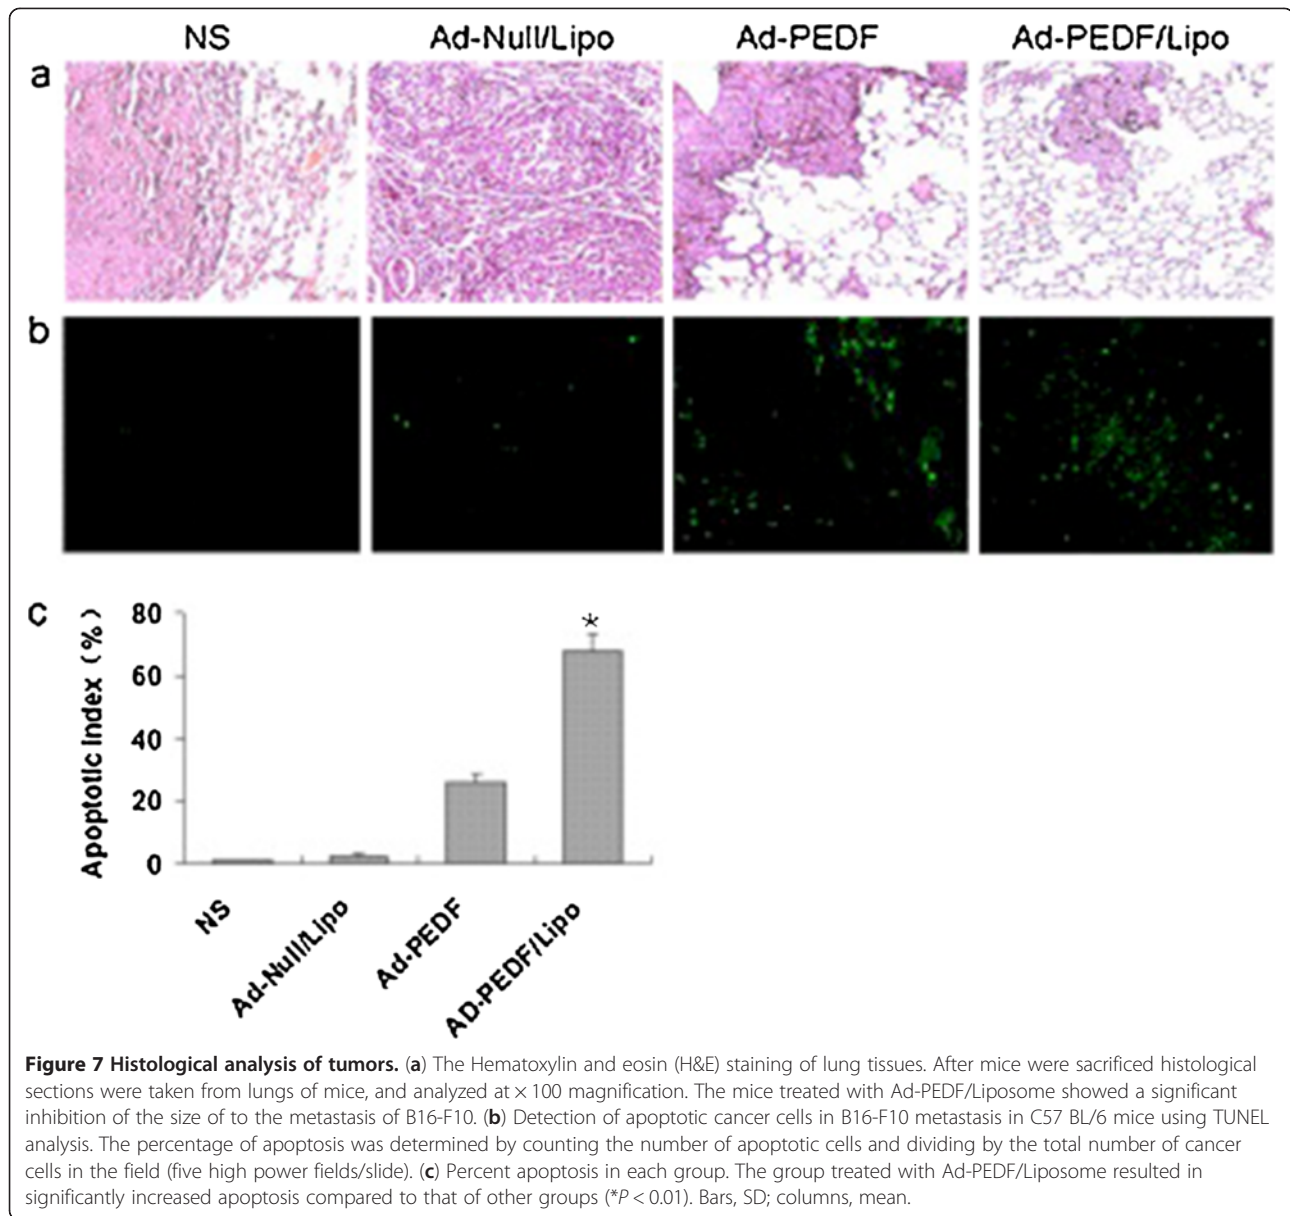 NS Ad-Null/Lipo Ad-PEDF Ad-PEDF/Lipo
a
b
c
Apoptotic Index (%)
80
60
40
20
0
*
NS
Ad-Null/Lipo
Ad-PEDF
AD-PEDF/Lipo
Figure 7 Histological analysis of tumors. (a) The Hematoxylin and eosin (H&E) staining of lung tissues. After mice were sacrificed histological
sections were taken from lungs of mice, and analyzed at × 100 magnification. The mice treated with Ad-PEDF/Liposome showed a significant
inhibition of the size of to the metastasis of B16-F10. (b) Detection of apoptotic cancer cells in B16-F10 metastasis in C57 BL/6 mice using TUNEL
analysis. The percentage of apoptosis was determined by counting the number of apoptotic cells and dividing by the total number of cancer
cells in the field (five high power fields/slide). (c) Percent apoptosis in each group. The group treated with Ad-PEDF/Liposome resulted in
significantly increased apoptosis compared to that of other groups (*P < 0.01). Bars, SD; columns, mean.